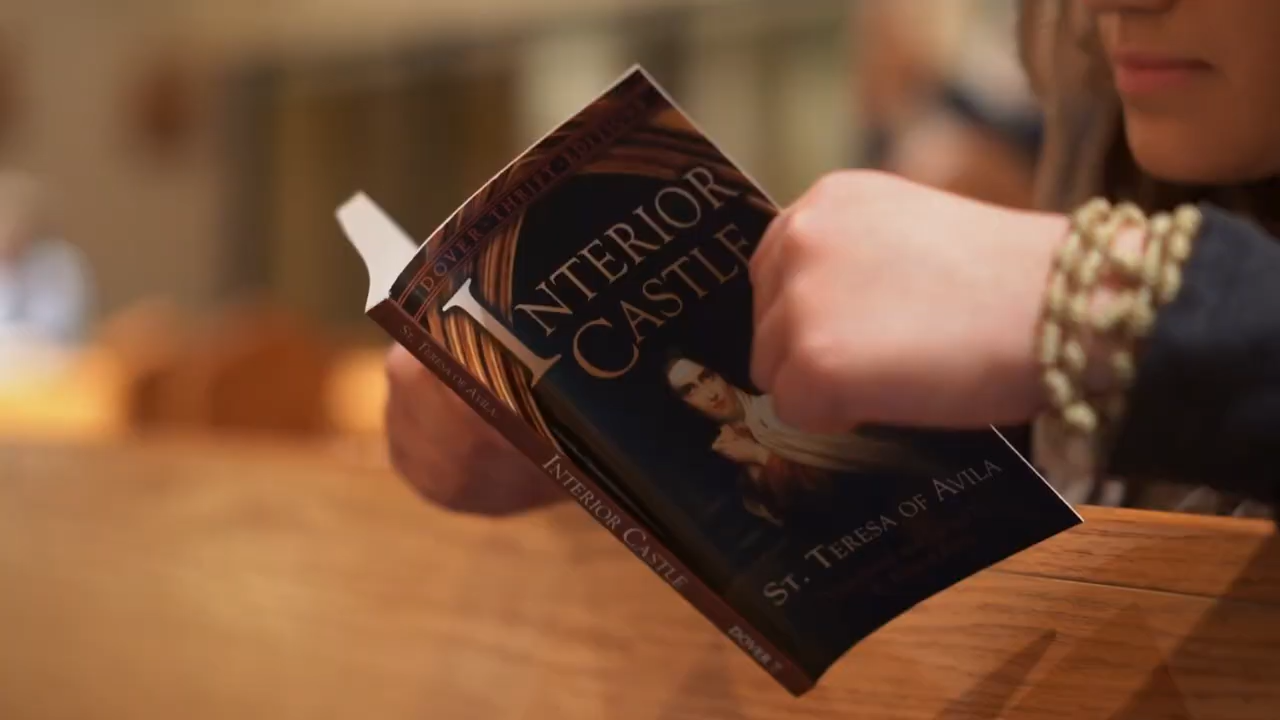 DOVER · THRIFT · EDITIONS
INTERIOR
CASTLE
ST. TERESA OF AVILA
ST. TERESA OF AVILA
INTERIOR CASTLE
DOVER